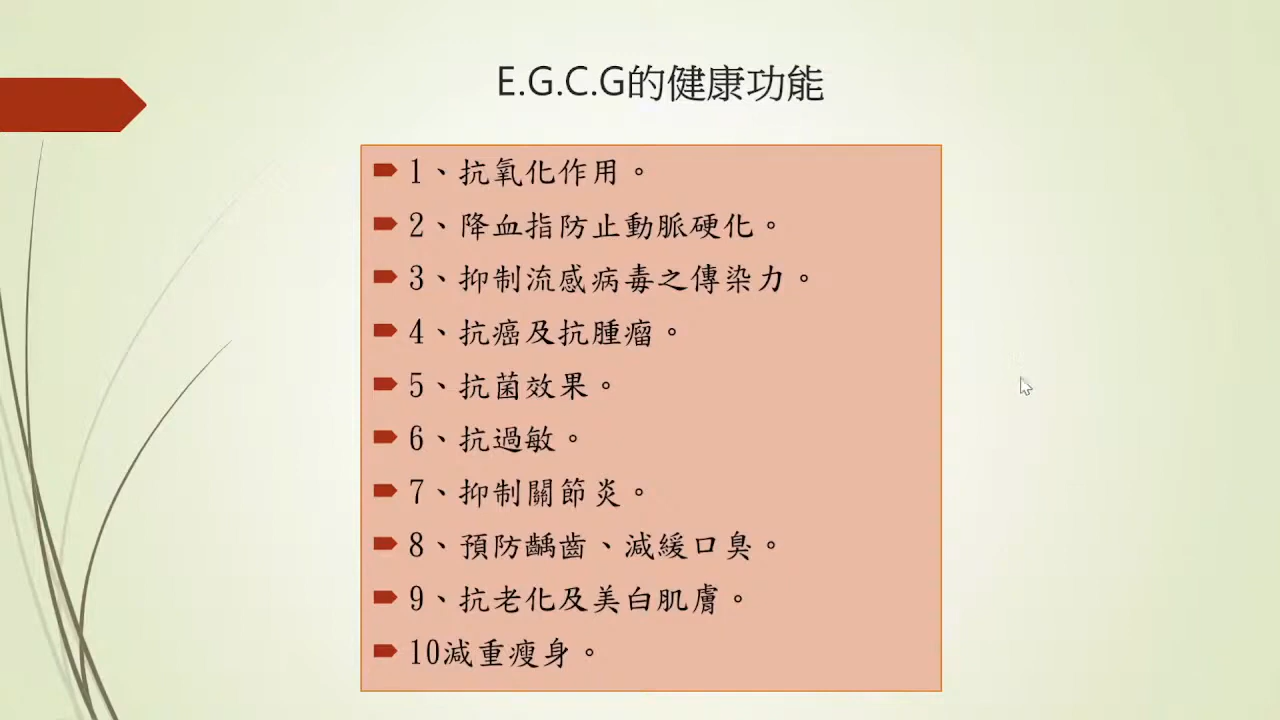 E.G.C.G的健康功能
1、抗氧化作用。
2、降血指防止動脈硬化。
3、抑制流感病毒之傳染力。
4、抗癌及抗腫瘤。
5、抗菌效果。
6、抗過敏。
7、抑制關節炎。
8、預防齲齒、減緩口臭。
9、抗老化及美白肌膚。
10減重瘦身。